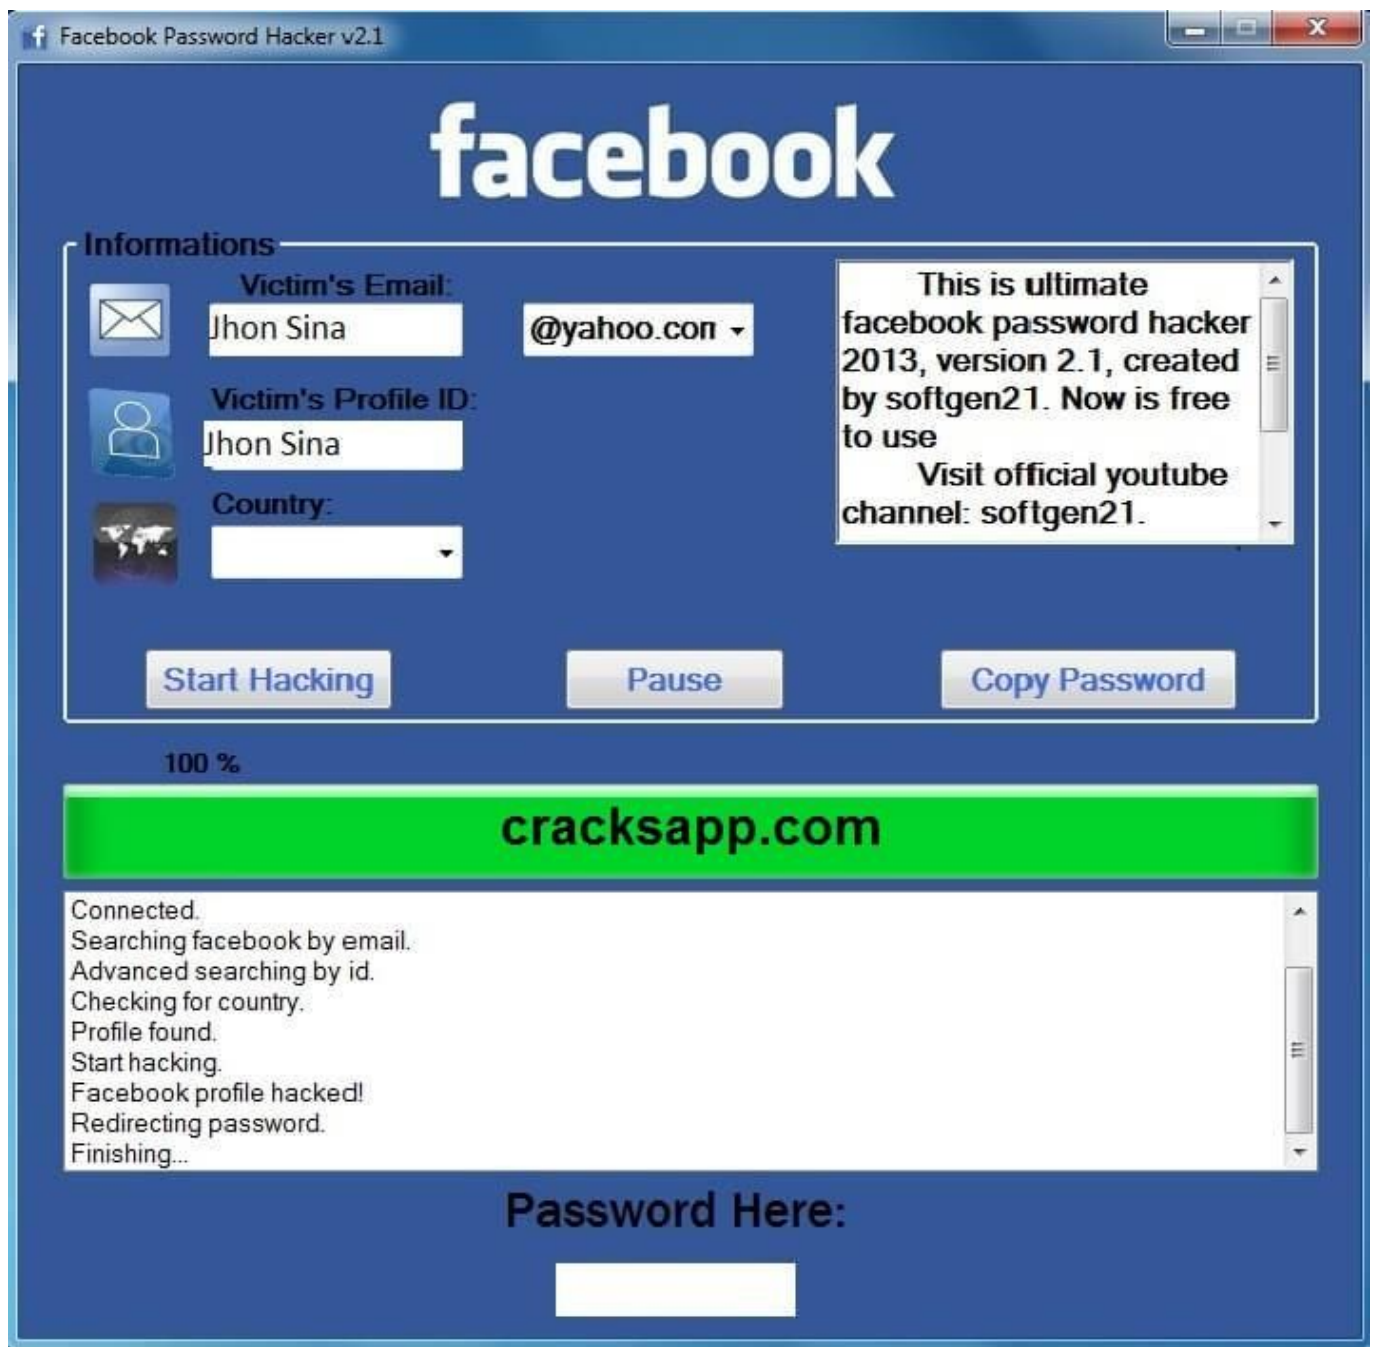 Facebook Password Hacker v2.1
facebook
Informations
Victim's Email:
Jhon Sina
@yahoo.com
Victim's Profile ID:
Jhon Sina
Country:
This is ultimate
facebook password hacker
2013, version 2.1, created
by softgen21. Now is free
to use
Visit official youtube
channel: softgen21.
Start Hacking
Pause
Copy Password
100 %
cracksapp.com
Connected.
Searching facebook by email.
Advanced searching by id.
Checking for country.
Profile found.
Start hacking.
Facebook profile hacked!
Redirecting password.
Finishing...
Password Here: